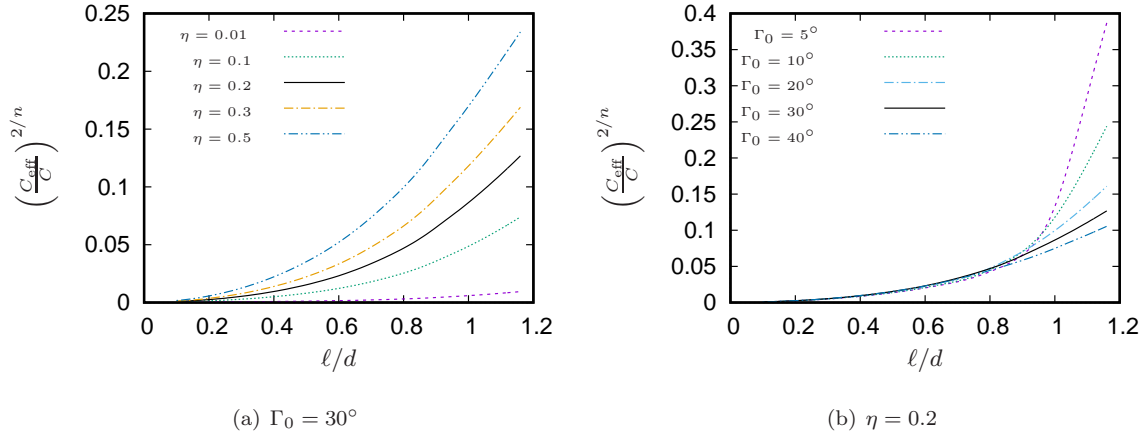 0.25
0.2
0.15
0.1
0.05
0
0 0.2 0.4 0.6 0.8 1 1.2
(C_eff/C)^{2/n}
ℓ/d
η = 0.01
η = 0.1
η = 0.2
η = 0.3
η = 0.5
(a) Γ₀ = 30°
0.4
0.35
0.3
0.25
0.2
0.15
0.1
0.05
0
0 0.2 0.4 0.6 0.8 1 1.2
(C_eff/C)^{2/n}
ℓ/d
Γ₀ = 5°
Γ₀ = 10°
Γ₀ = 20°
Γ₀ = 30°
Γ₀ = 40°
(b) η = 0.2